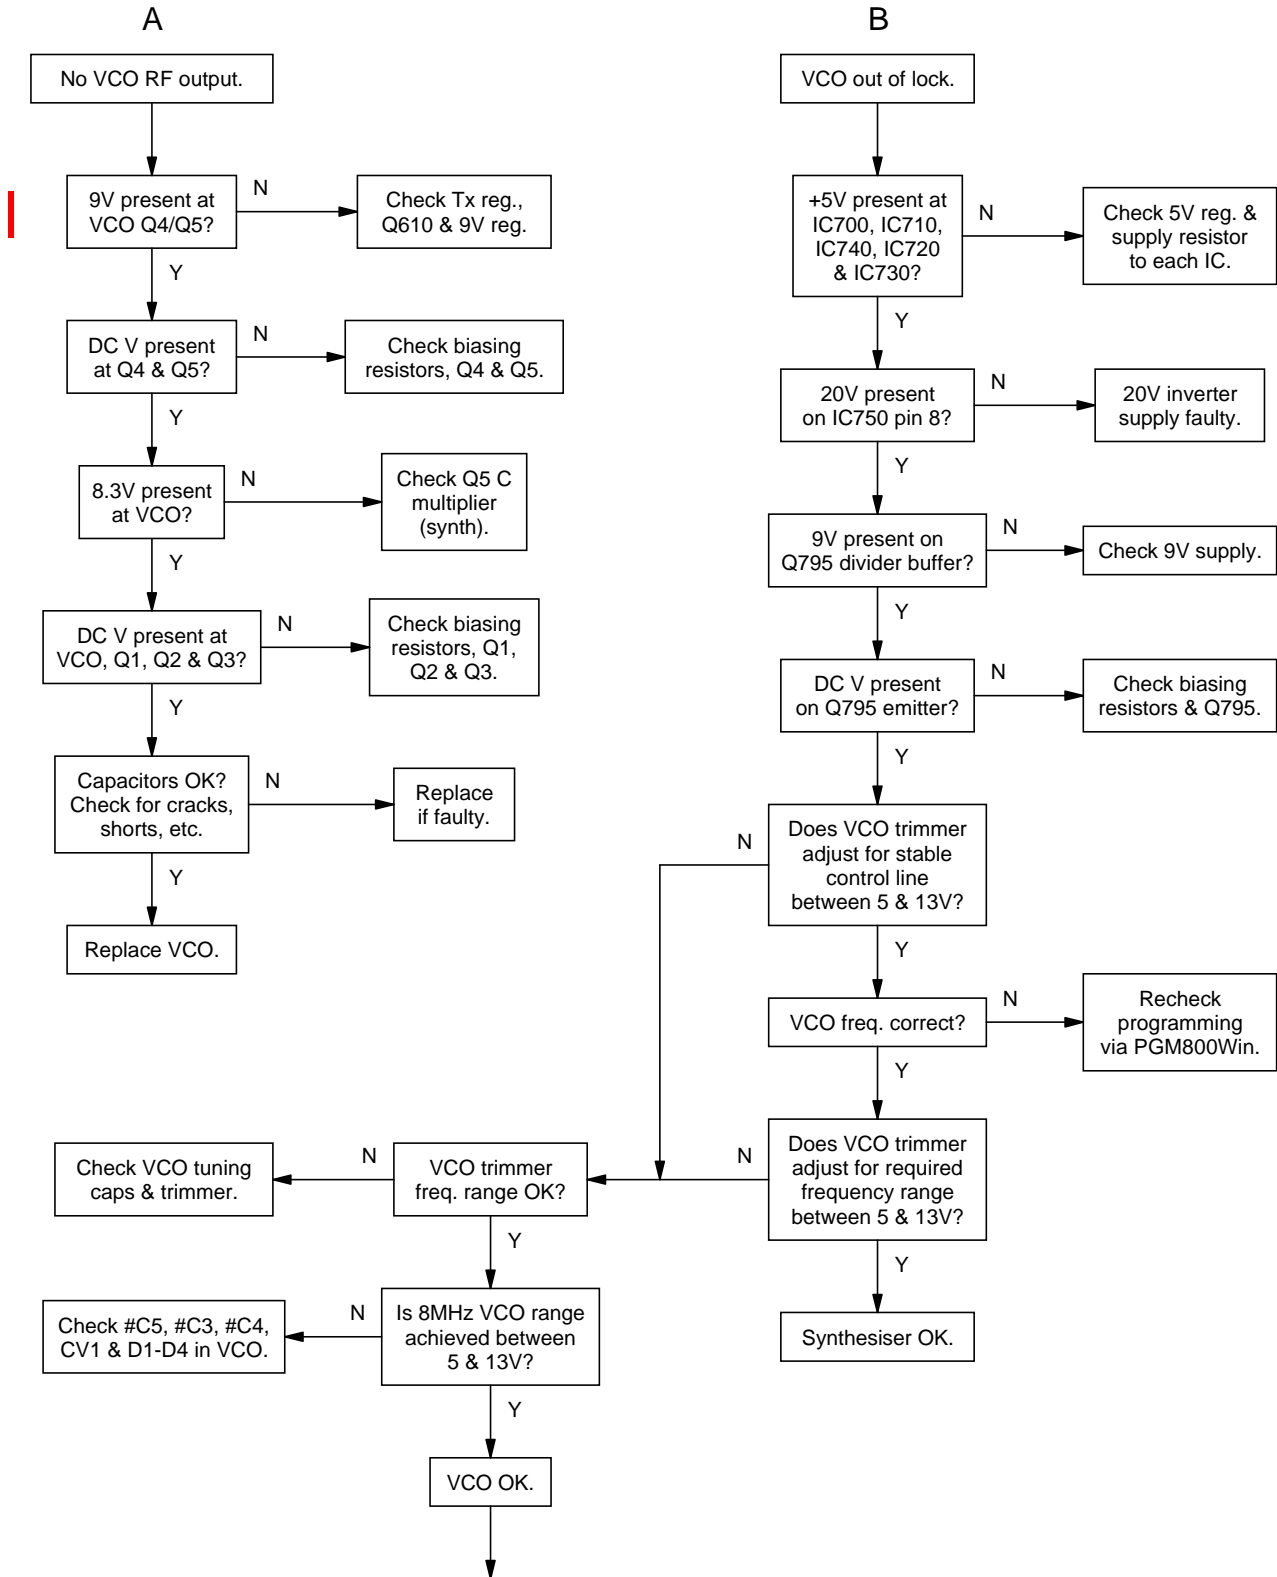 A
No VCO RF output.
9V present at
VCO Q4/Q5?
N
Check Tx reg.,
Q610 & 9V reg.
Y
DC V present
at Q4 & Q5?
N
Check biasing
resistors, Q4 & Q5.
Y
8.3V present
at VCO?
N
Check Q5 C
multiplier
(synth).
Y
DC V present at
VCO, Q1, Q2 & Q3?
N
Check biasing
resistors, Q1,
Q2 & Q3.
Y
Capacitors OK?
Check for cracks,
shorts, etc.
N
Replace
if faulty.
Y
Replace VCO.
B
VCO out of lock.
+5V present at
IC700, IC710,
IC740, IC720
& IC730?
N
Check 5V reg. &
supply resistor
to each IC.
Y
20V present
on IC750 pin 8?
N
20V inverter
supply faulty.
Y
9V present on
Q795 divider buffer?
N
Check 9V supply.
Y
DC V present
on Q795 emitter?
N
Check biasing
resistors & Q795.
Y
Does VCO trimmer
adjust for stable
control line
between 5 & 13V?
N
Y
VCO freq. correct?
N
Recheck
programming
via PGM800Win.
Y
Does VCO trimmer
adjust for required
frequency range
between 5 & 13V?
N
Y
Synthesiser OK.
VCO trimmer
freq. range OK?
N
Check VCO tuning
caps & trimmer.
Y
Is 8MHz VCO range
achieved between
5 & 13V?
N
Check #C5, #C3, #C4,
CV1 & D1-D4 in VCO.
Y
VCO OK.